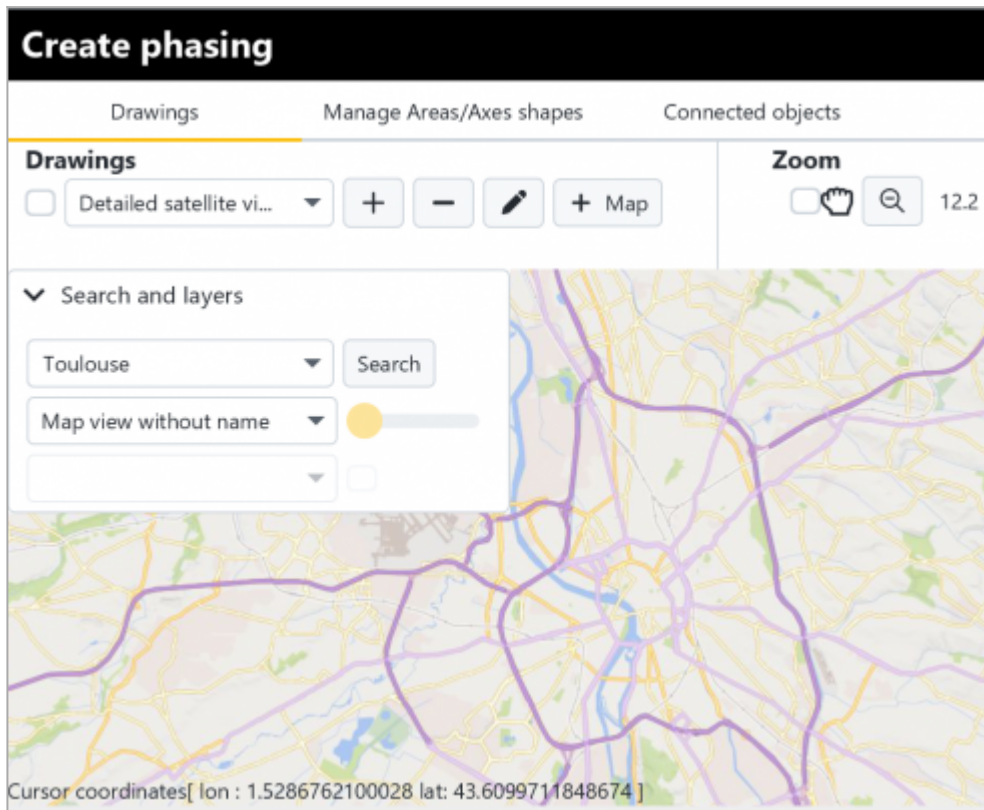 Create phasing
Drawings Manage Areas/Axes shapes Connected objects
Drawings Zoom
Detailed satellite vi... + − + Map 12.2
Search and layers
Toulouse Search
Map view without name
Cursor coordinates[ lon : 1.5286762100028 lat: 43.6099711848674 ]